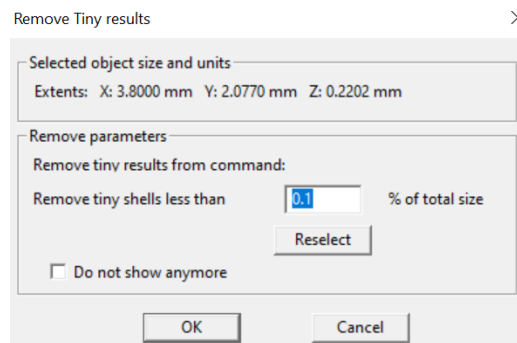 Remove Tiny results
Selected object size and units
Extents: X: 3.8000 mm Y: 2.0770 mm Z: 0.2202 mm
Remove parameters
Remove tiny results from command:
Remove tiny shells less than 0.1 % of total size
Reselect
Do not show anymore
OK Cancel